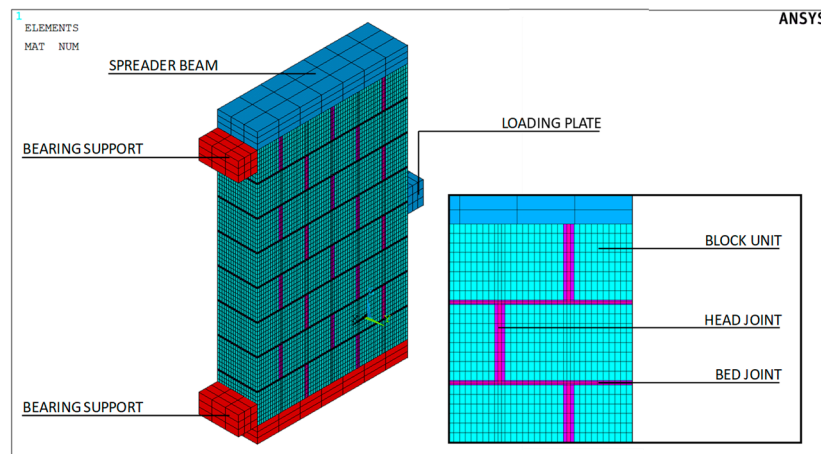 1
ELEMENTS
MAT NUM
ANSYS
SPREADER BEAM
LOADING PLATE
BEARING SUPPORT
BLOCK UNIT
HEAD JOINT
BED JOINT
BEARING SUPPORT